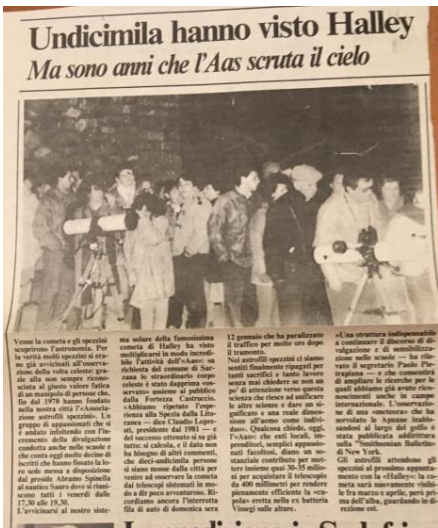 Undicimila hanno visto Halley
Ma sono anni che l'Aas scruta il cielo
Venne la cometa e gli spezzini
scoprirono l'astronomia. Per
la verità molti spezzini si era-
no già avvicinati all'osserva-
zione della volta celeste: gra-
zie alla non sempre ricono-
sciuta al giusto valore fatica
di un manipolo di persone che,
fin dal 1978 hanno fondato
nella nostra città l'«Associa-
zione astrofili spezzini». Un
gruppo di appassionati che si
è andato infoltendo con l'in-
cremento della divulgazione
condotta anche nelle scuole e
che conta oggi molte decine di
iscritti che hanno fissato la lo-
ro sede messa a disposizione
dal preside Abramo Spinella
al nautico Sauro dove si riuni-
scono tutti i venerdì dalle
17,30 alle 19,30.
L'avvicinarsi al nostro siste-
ma solare della famosissima
cometa di Halley ha visto
moltiplicarsi in modo incredi-
bile l'attività dell'«Aas»: su
richiesta del comune di Sar-
zana lo straordinario corpo
celeste è stato dapprima «os-
servato» assieme al pubblico
dalla Fortezza Castruccio.
«Abbiamo ripetuto l'espe-
rienza alla Specia della Lito-
ranea — dice Claudio Lopre-
sti, presidente dal 1981 — e
del successo ottenuto si sa già
tutto: si calcola, e il dato non
ha bisogno di altri commenti,
che dieci-undicimila persone
si siano mosse dalla città per
venire ad osservare la cometa
dai telescopi sistemati in mo-
do a dir poco avventuroso. Ri-
cordiamo ancora l'interrotta
fila di auto di domenica sera
12 gennaio che ha paralizzato
il traffico per molte ore dopo
il tramonto.
Noi astrofili spezzini ci siamo
sentiti finalmente ripagati per
tanti sacrifici e tanto lavoro
senza mai chiedere se non un
po' di attenzione verso questa
scienza che riesce ad unificare
le altre scienze e dare un si-
gnificato e una reale dimen-
sione all'uomo come indivi-
duo». Qualcosa chiede, oggi,
l'«Aas»: che enti locali, im-
prenditori, semplici appassio-
nati facoltosi, diano un so-
stanziale contributo per met-
tere insieme quei 30-35 milio-
ni per acquistare il telescopio
da 400 millimetri per rendere
pienamente efficiente la «cu-
pola» eretta nella ex batteria
Vissegi sulle alture.
«Una struttura indispensabile
a continuare il discorso di di-
vulgazione e di sensibilizza-
zione nelle scuole — ha rile-
vato il segretario Paolo Pie-
trapiana — e che consentirà
di ampliare le ricerche per le
quali abbiamo già avuto rico-
noscimenti anche in campo
internazionale. L'osservazio-
ne di una «meteora» che ha
sorvolato le Apuane inabis-
sandosi al largo del golfo è
stata pubblicata addirittura
sulla "Smithsonian Bulletin"
di New York.
Gli astrofili attendono gli
spezzini al prossimo appunta-
mento con la «Halley»: la co-
meta sarà nuovamente visibi-
le fra marzo e aprile, però pri-
ma dell'alba, guardando in di-
rezione est.